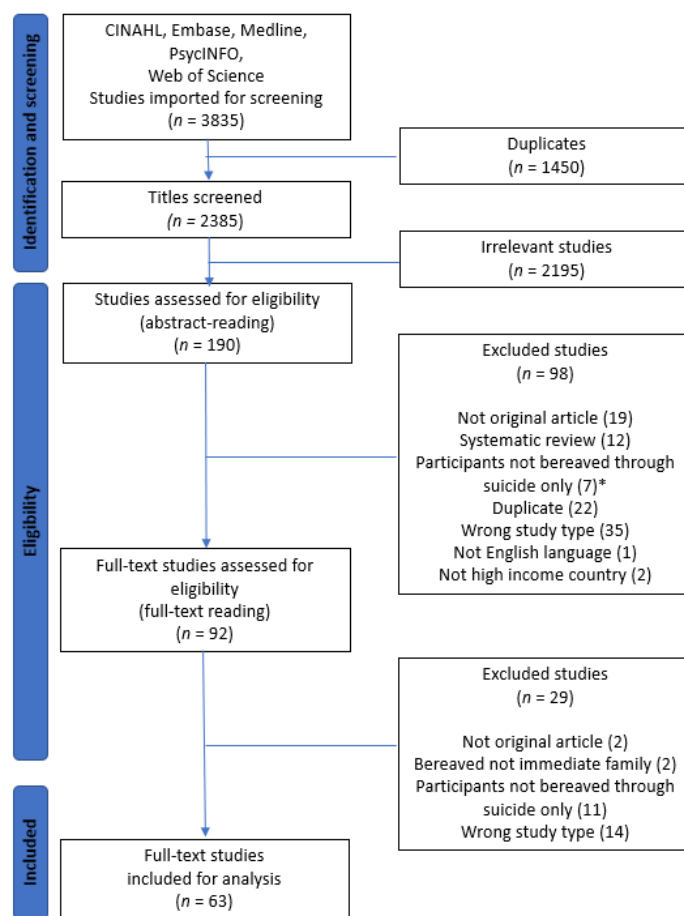 Identification and screening
CINAHL, Embase, Medline,
PsycINFO,
Web of Science
Studies imported for screening
(n = 3835)
Duplicates
(n = 1450)
Titles screened
(n = 2385)
Irrelevant studies
(n = 2195)
Eligibility
Studies assessed for eligibility
(abstract-reading)
(n = 190)
Excluded studies
(n = 98)
Not original article (19)
Systematic review (12)
Participants not bereaved through
suicide only (7)*
Duplicate (22)
Wrong study type (35)
Not English language (1)
Not high income country (2)
Full-text studies assessed for
eligibility
(full-text reading)
(n = 92)
Excluded studies
(n = 29)
Not original article (2)
Bereaved not immediate family (2)
Participants not bereaved through
suicide only (11)
Wrong study type (14)
Included
Full-text studies
included for analysis
(n = 63)